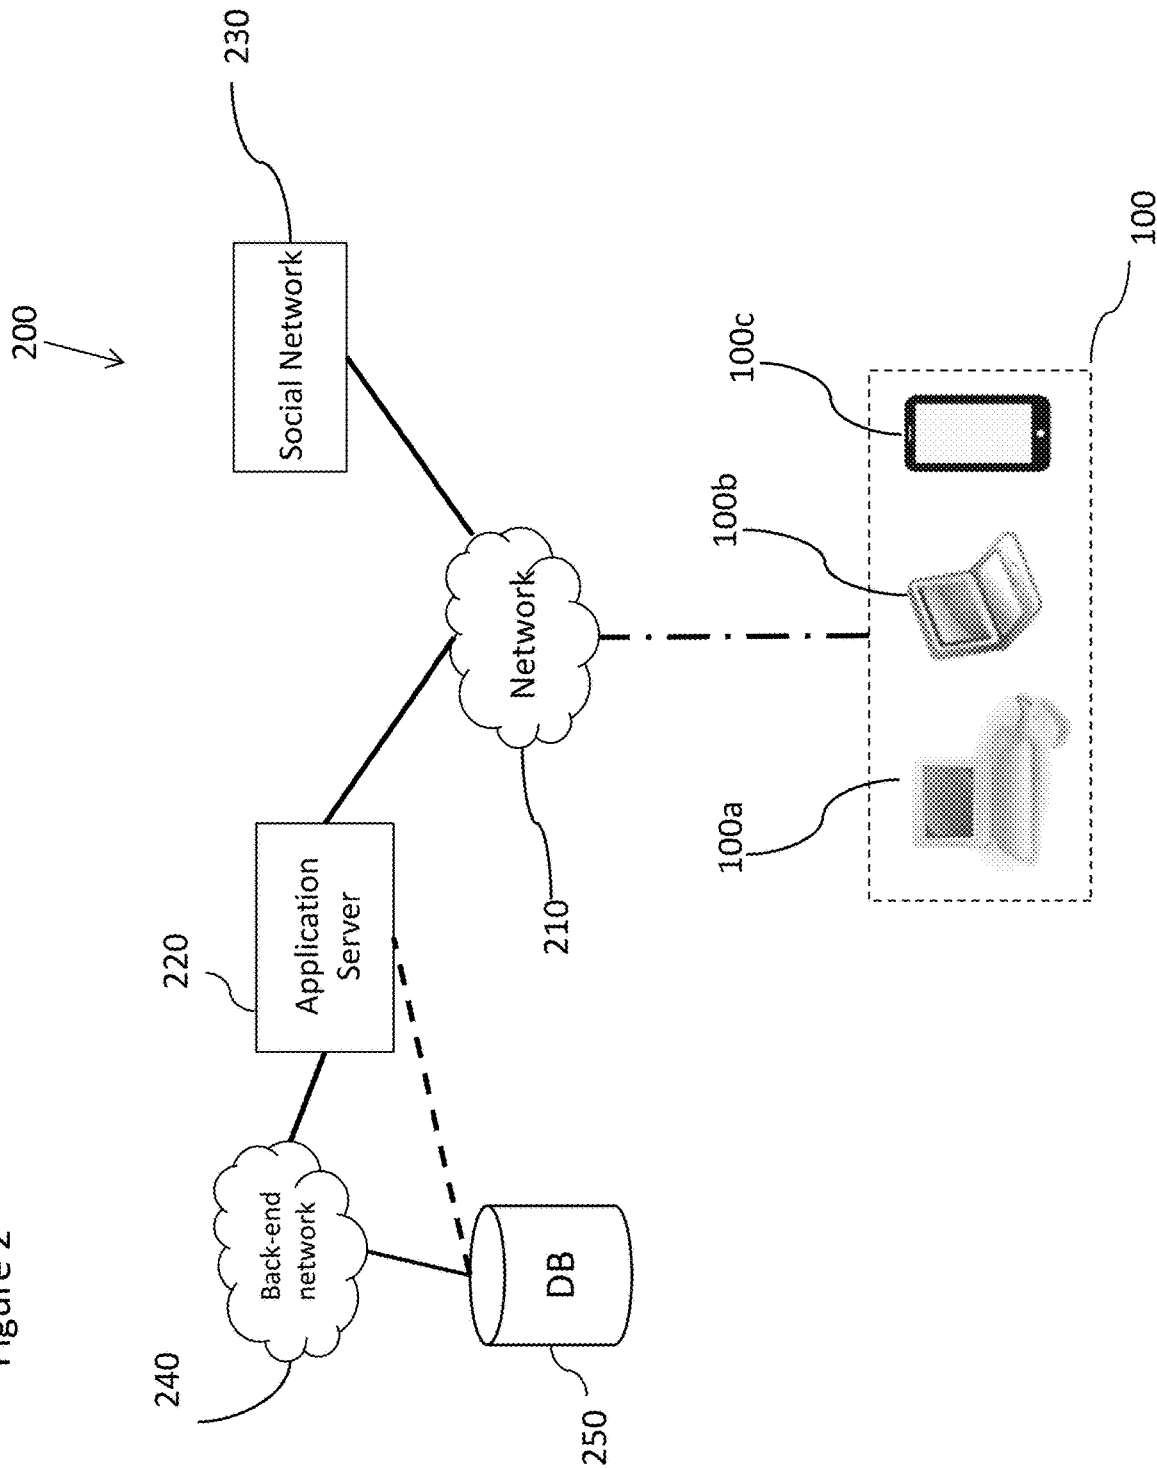 Figure 2
200
230
Social Network
220
Application
Server
240
Back-end
network
Network
210
DB
250
100a
100b
100c
100